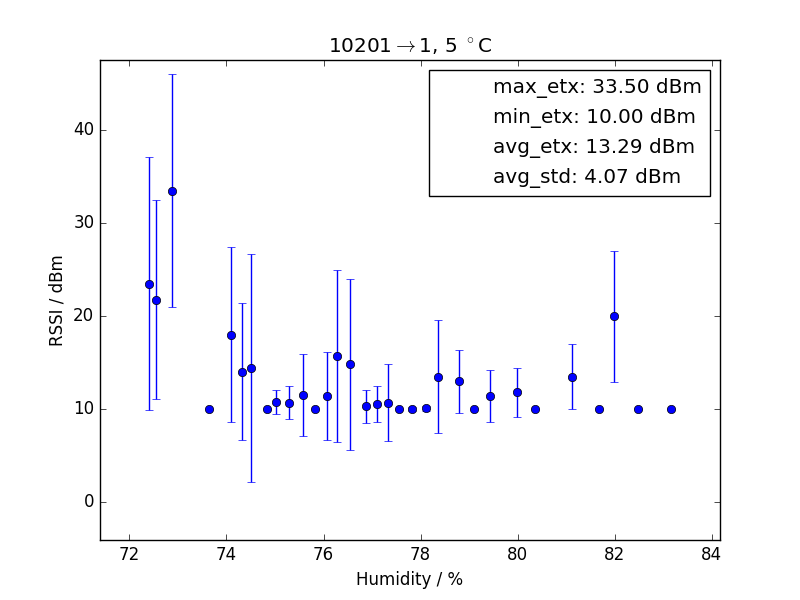 10201→1, 5 °C
max_etx: 33.50 dBm
min_etx: 10.00 dBm
avg_etx: 13.29 dBm
avg_std: 4.07 dBm
RSSI / dBm
40
30
20
10
0
72 74 76 78 80 82 84
Humidity / %